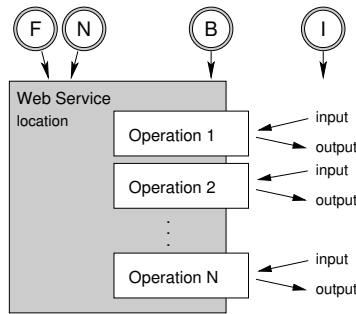 F N B I
Web Service
location
Operation 1
input
output
Operation 2
input
output
Operation N
input
output